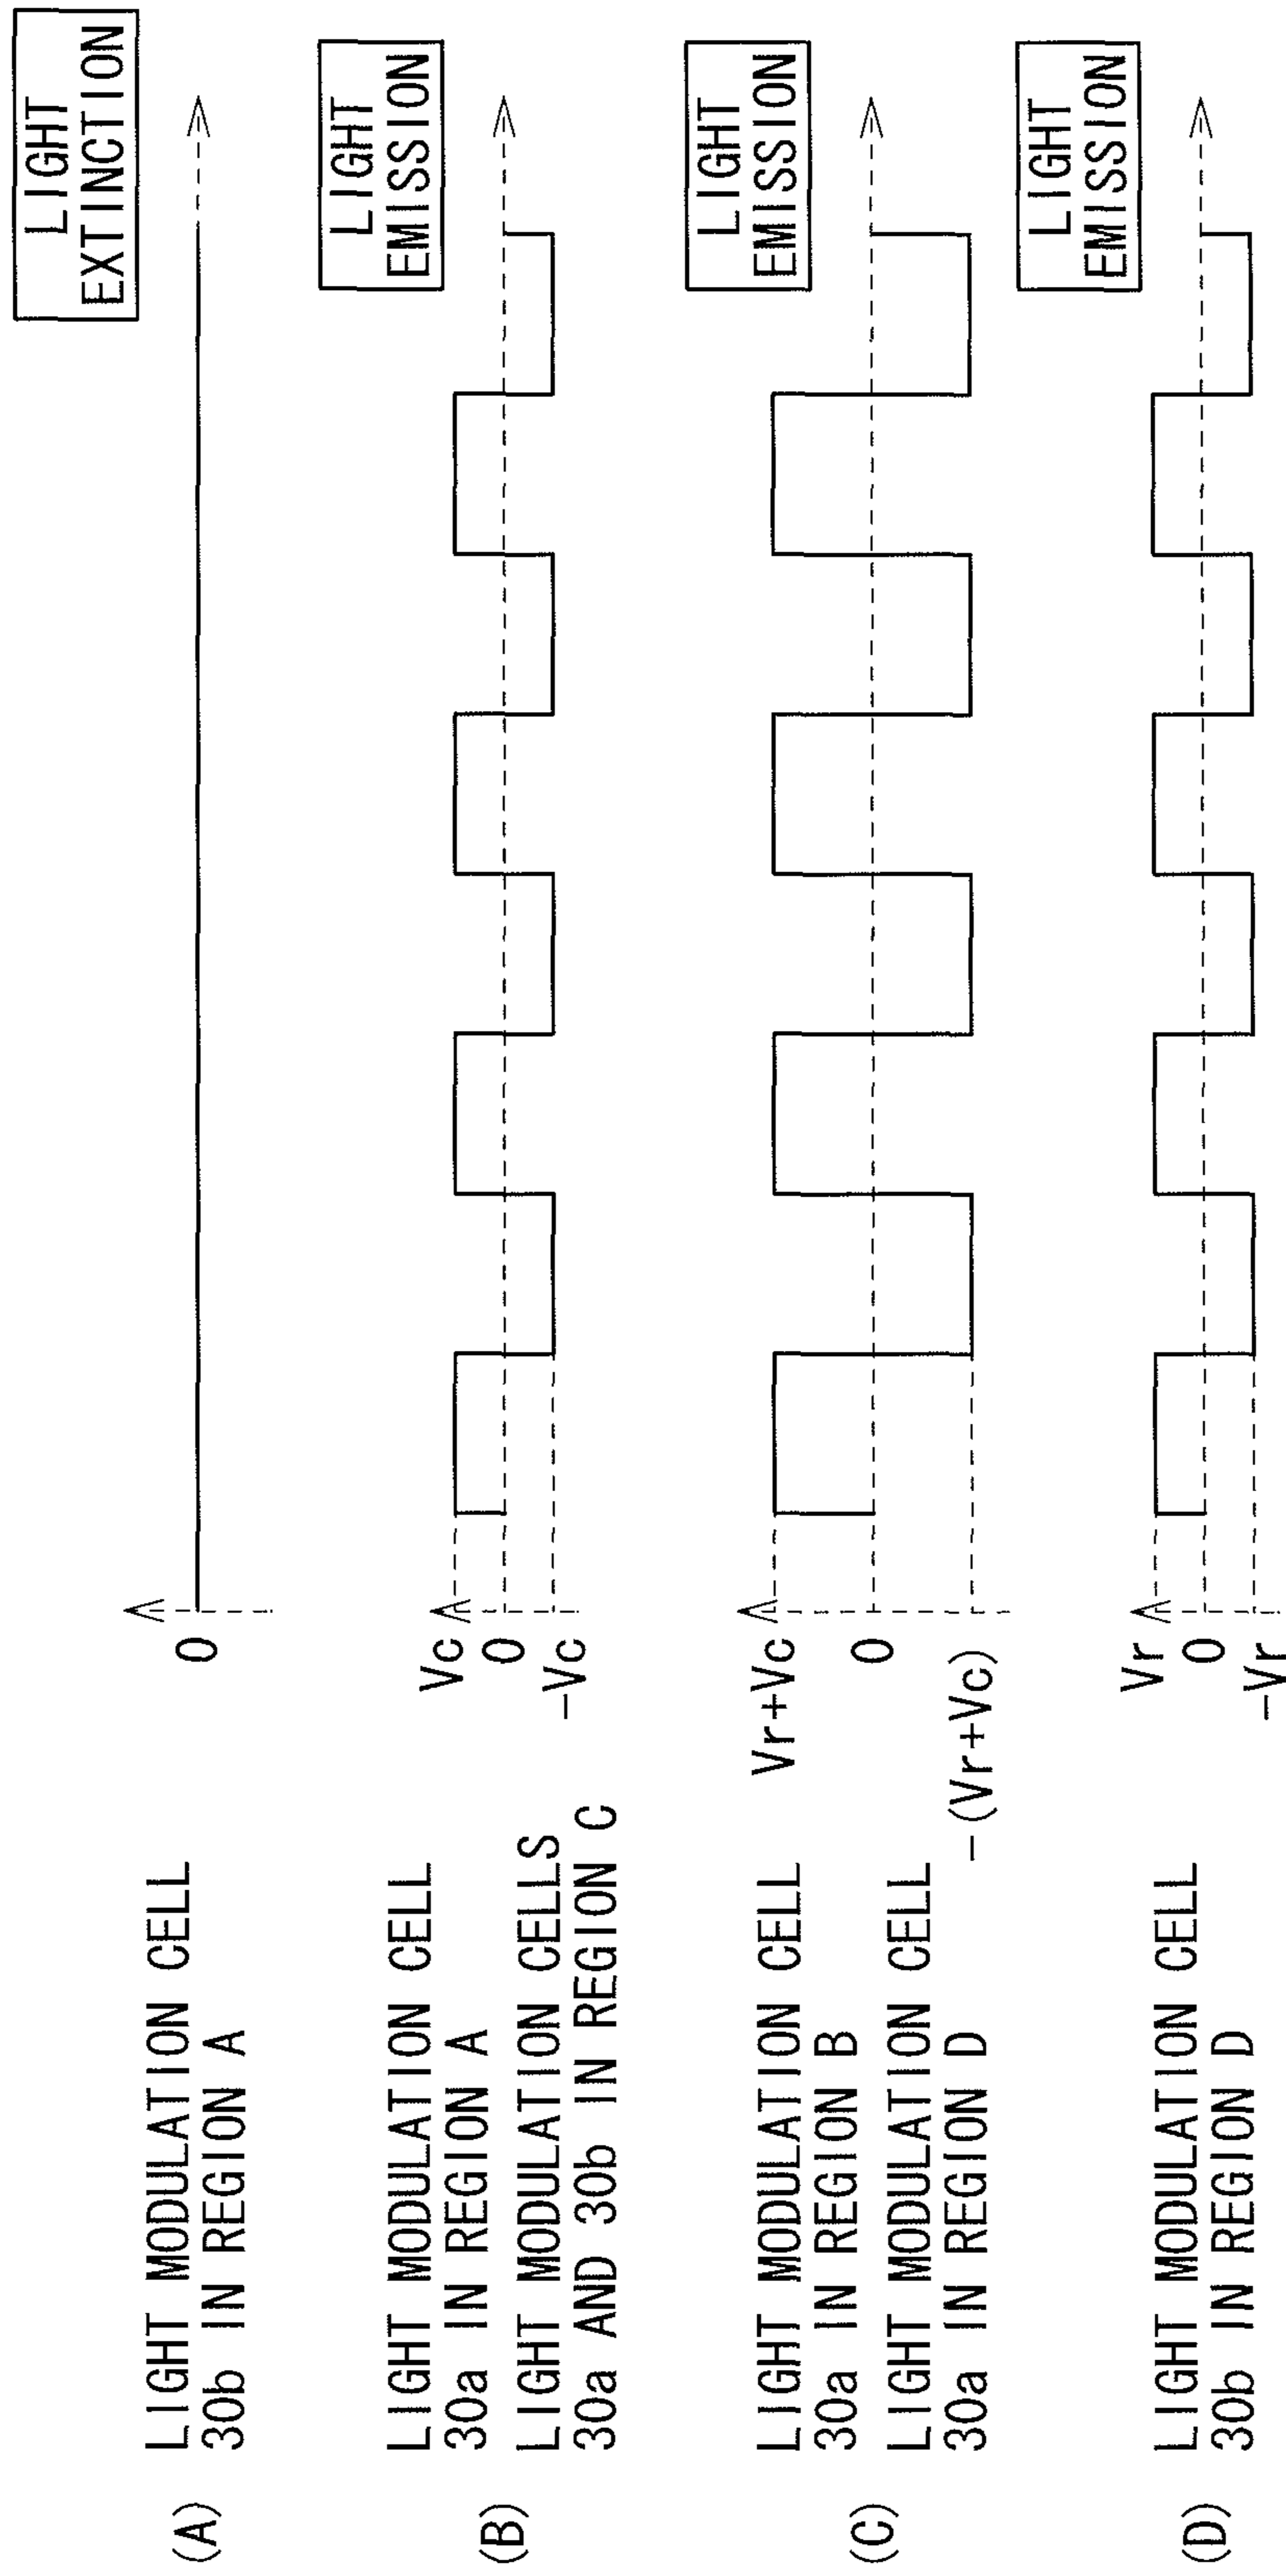 (A)
LIGHT MODULATION CELL
30b IN REGION A
0
LIGHT
EXTINCTION
(B)
LIGHT MODULATION CELL
30a IN REGION A
LIGHT MODULATION CELLS
30a AND 30b IN REGION C
Vc
0
-Vc
LIGHT
EMISSION
(C)
LIGHT MODULATION CELL
30a IN REGION B
LIGHT MODULATION CELL
30a IN REGION D
Vr+Vc
0
-(Vr+Vc)
LIGHT
EMISSION
(D)
LIGHT MODULATION CELL
30b IN REGION D
Vr
0
-Vr
LIGHT
EMISSION